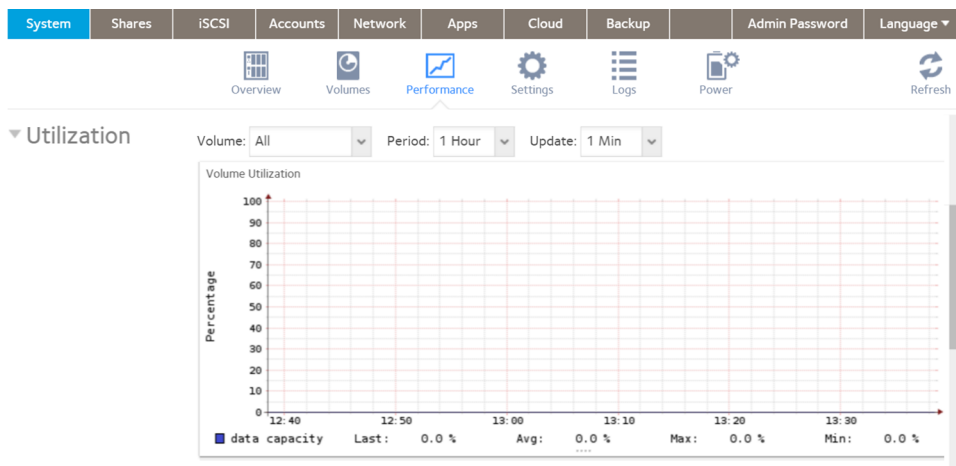 System Shares iSCSI Accounts Network Apps Cloud Backup Admin Password Language
Overview Volumes Performance Settings Logs Power Refresh
Utilization
Volume: All Period: 1 Hour Update: 1 Min
Volume Utilization
100
90
80
70
60
50
40
30
20
10
0
Percentage
12:40 12:50 13:00 13:10 13:20 13:30
data capacity Last: 0.0 % Avg: 0.0 % Max: 0.0 % Min: 0.0 %